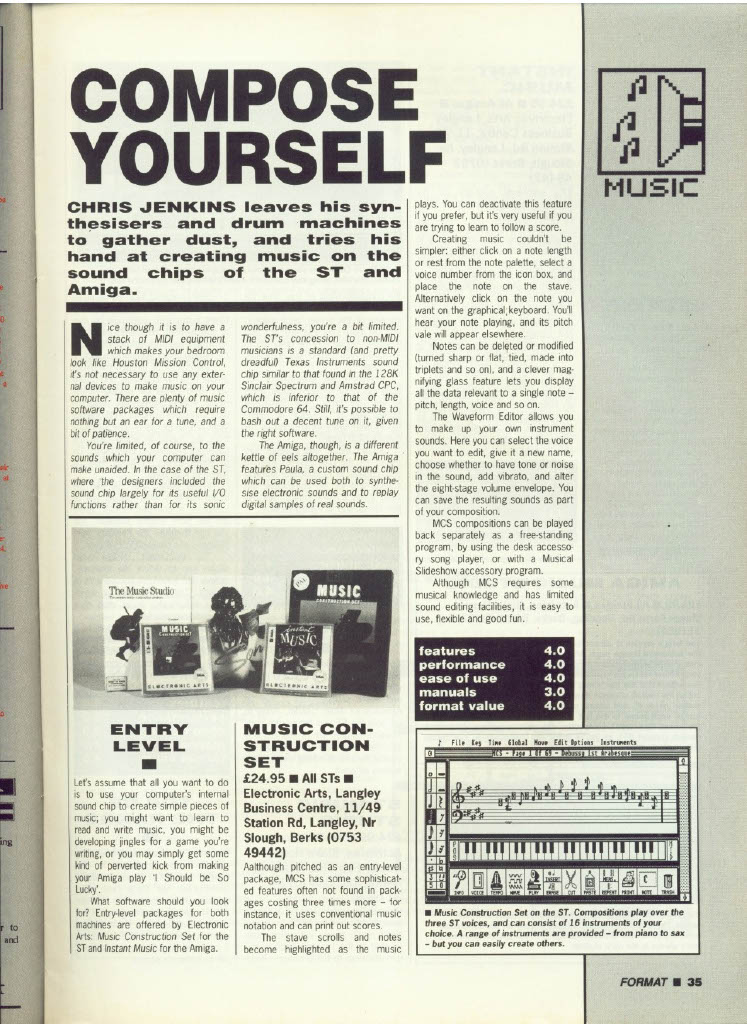 COMPOSE
YOURSELF
CHRIS JENKINS leaves his syn-
thesisers and drum machines
to gather dust, and tries his
hand at creating music on the
sound chips of the ST and
Amiga.
Nice though it is to have a
stack of MIDI equipment
which makes your bedroom
look like Houston Mission Control,
it's not necessary to use any exter-
nal devices to make music on your
computer. There are plenty of music
software packages which require
nothing but an ear for a tune, and a
bit of patience.
You're limited, of course, to the
sounds which your computer can
make unaided. In the case of the ST,
where the designers included the
sound chip largely for its useful I/O
functions rather than for its sonic
wonderfulness, you're a bit limited.
The ST's concession to non-MIDI
musicians is a standard (and pretty
dreadful) Texas Instruments sound
chip similar to that found in the 128K
Sinclair Spectrum and Amstrad CPC,
which is inferior to that of the
Commodore 64. Still, it's possible to
bash out a decent tune on it, given
the right software.
The Amiga, though, is a different
kettle of eels altogether. The Amiga
features Paula, a custom sound chip
which can be used both to synthe-
sise electronic sounds and to replay
digital samples of real sounds.
The Music Studio
MUSIC
CONSTRUCTION SET
ELECTRONIC ARTS
instant
MUSIC
ELECTRONIC ARTS
MUSIC
CONSTRUCTION SET
ENTRY
LEVEL
■
Let's assume that all you want to do
is to use your computer's internal
sound chip to create simple pieces of
music; you might want to learn to
read and write music, you might be
developing jingles for a game you're
writing, or you may simply get some
kind of perverted kick from making
your Amiga play 'I Should be So
Lucky'.
What software should you look
for? Entry-level packages for both
machines are offered by Electronic
Arts: Music Construction Set for the
ST and Instant Music for the Amiga.
MUSIC CON-
STRUCTION
SET
£24.95 ■ All STs ■
Electronic Arts, Langley
Business Centre, 11/49
Station Rd, Langley, Nr
Slough, Berks (0753
49442)
Aalthough pitched as an entry-level
package, MCS has some sophisticat-
ed features often not found in pack-
ages costing three times more – for
instance, it uses conventional music
notation and can print out scores.
The stave scrolls and notes
become highlighted as the music
plays. You can deactivate this feature
if you prefer, but it's very useful if you
are trying to learn to follow a score.
Creating music couldn't be
simpler: either click on a note length
or rest from the note palette, select a
voice number from the icon box, and
place the note on the stave.
Alternatively click on the note you
want on the graphical;keyboard. You'll
hear your note playing, and its pitch
vale will appear elsewhere.
Notes can be deleted or modified
(turned sharp or flat, tied, made into
triplets and so on), and a clever mag-
nifying glass feature lets you display
all the data relevant to a single note –
pitch, length, voice and so on.
The Waveform Editor allows you
to make up your own instrument
sounds. Here you can select the voice
you want to edit, give it a new name,
choose whether to have tone or noise
in the sound, add vibrato, and alter
the eight-stage volume envelope. You
can save the resulting sounds as part
of your composition.
MCS compositions can be played
back separately as a free-standing
program, by using the desk accesso-
ry song player, or with a Musical
Slideshow accessory program.
Although MCS requires some
musical knowledge and has limited
sound editing facilities, it is easy to
use, flexible and good fun.
features 4.0
performance 4.0
ease of use 4.0
manuals 3.0
format value 4.0
File Key Time Global Move Edit Options Instruments
MCS - Page 1 Of 69 - Debussy 1st Arabesque
INFO VOICE TEMPO WAVE PLAY INSERT ERASE CUT PASTE REPEAT PRINT NOTE TRASH
■ Music Construction Set on the ST. Compositions play over the
three ST voices, and can consist of 16 instruments of your
choice. A range of instruments are provided – from piano to sax
– but you can easily create others.
MUSIC
FORMAT ■ 35